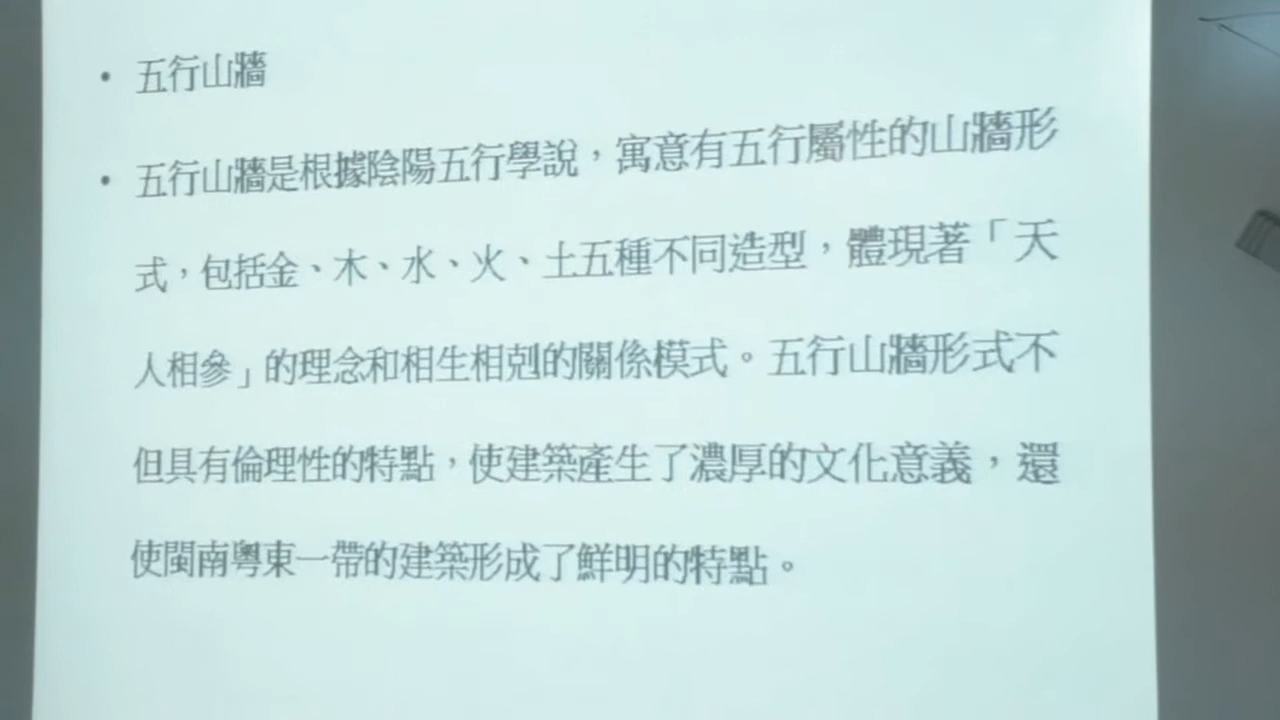 • 五行山牆
• 五行山牆是根據陰陽五行學說，寓意有五行屬性的山牆形
式，包括金、木、水、火、土五種不同造型，體現著「天
人相參」的理念和相生相剋的關係模式。五行山牆形式不
但具有倫理性的特點，使建築產生了濃厚的文化意義，還
使閩南粵東一帶的建築形成了鮮明的特點。